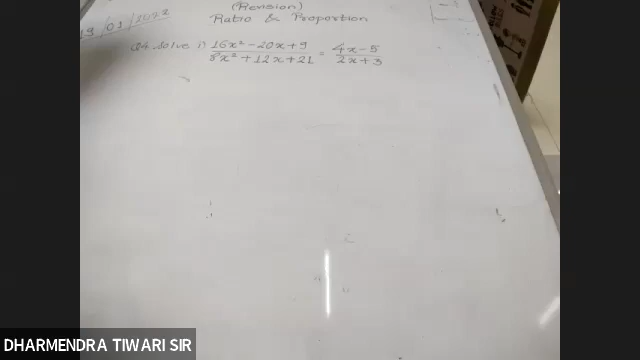 (Revision)
Ratio & Proportion
19/01/2022
Q4. Solve i) 16x² - 20x + 9 / 8x² + 12x + 21 = 4x - 5 / 2x + 3
DHARMENDRA TIWARI SIR